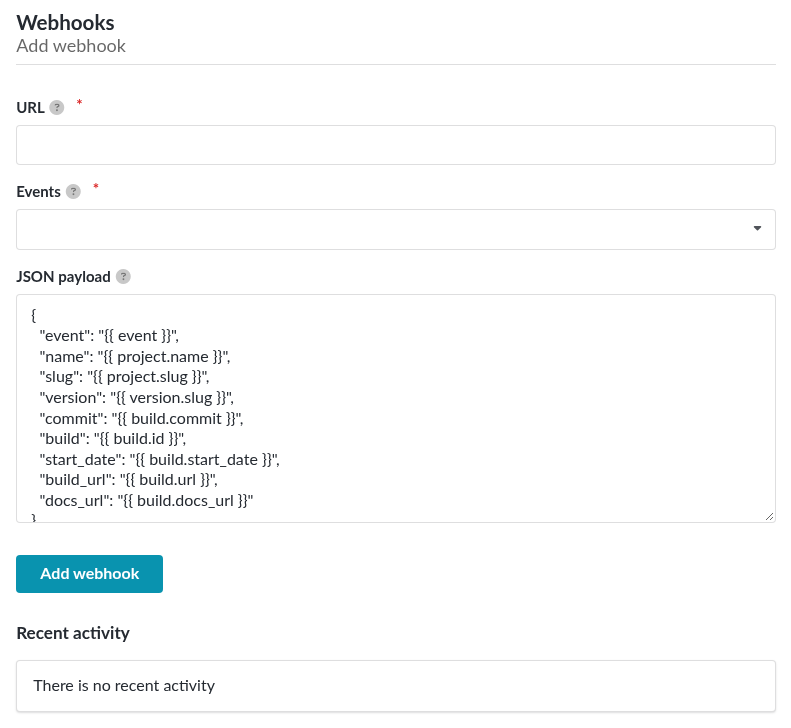 Webhooks
Add webhook
URL ? *
Events ? *
JSON payload ?
{
  "event": "{{ event }}",
  "name": "{{ project.name }}",
  "slug": "{{ project.slug }}",
  "version": "{{ version.slug }}",
  "commit": "{{ build.commit }}",
  "build": "{{ build.id }}",
  "start_date": "{{ build.start_date }}",
  "build_url": "{{ build.url }}",
  "docs_url": "{{ build.docs_url }}"
}
Add webhook
Recent activity
There is no recent activity